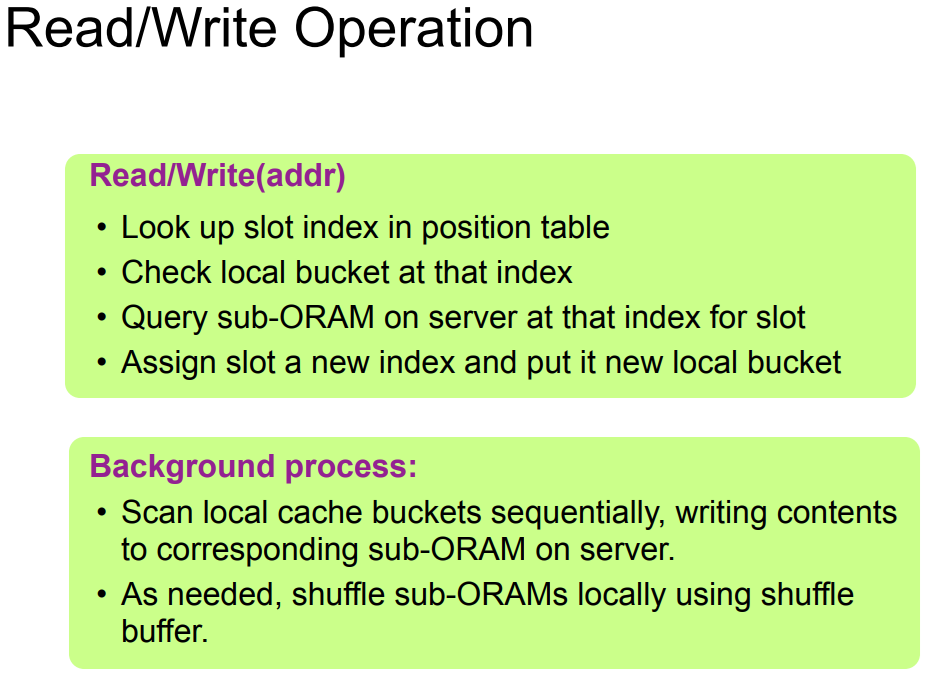 Read/Write Operation
Read/Write(addr)
• Look up slot index in position table
• Check local bucket at that index
• Query sub-ORAM on server at that index for slot
• Assign slot a new index and put it new local bucket
Background process:
• Scan local cache buckets sequentially, writing contents
to corresponding sub-ORAM on server.
• As needed, shuffle sub-ORAMs locally using shuffle
buffer.